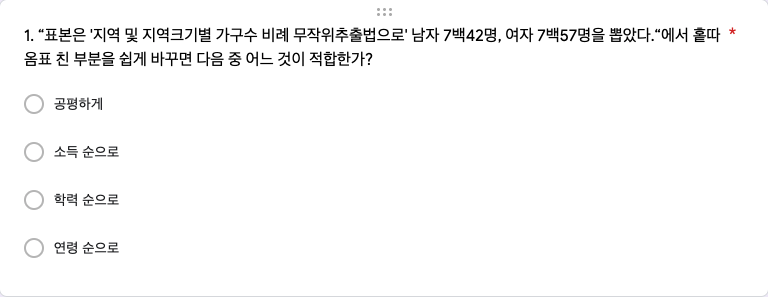 1. “표본은 '지역 및 지역크기별 가구수 비례 무작위추출법으로' 남자 7백42명, 여자 7백57명을 뽑았다.“에서 홑따 *
옴표 친 부분을 쉽게 바꾸면 다음 중 어느 것이 적합한가?
공평하게
소득 순으로
학력 순으로
연령 순으로